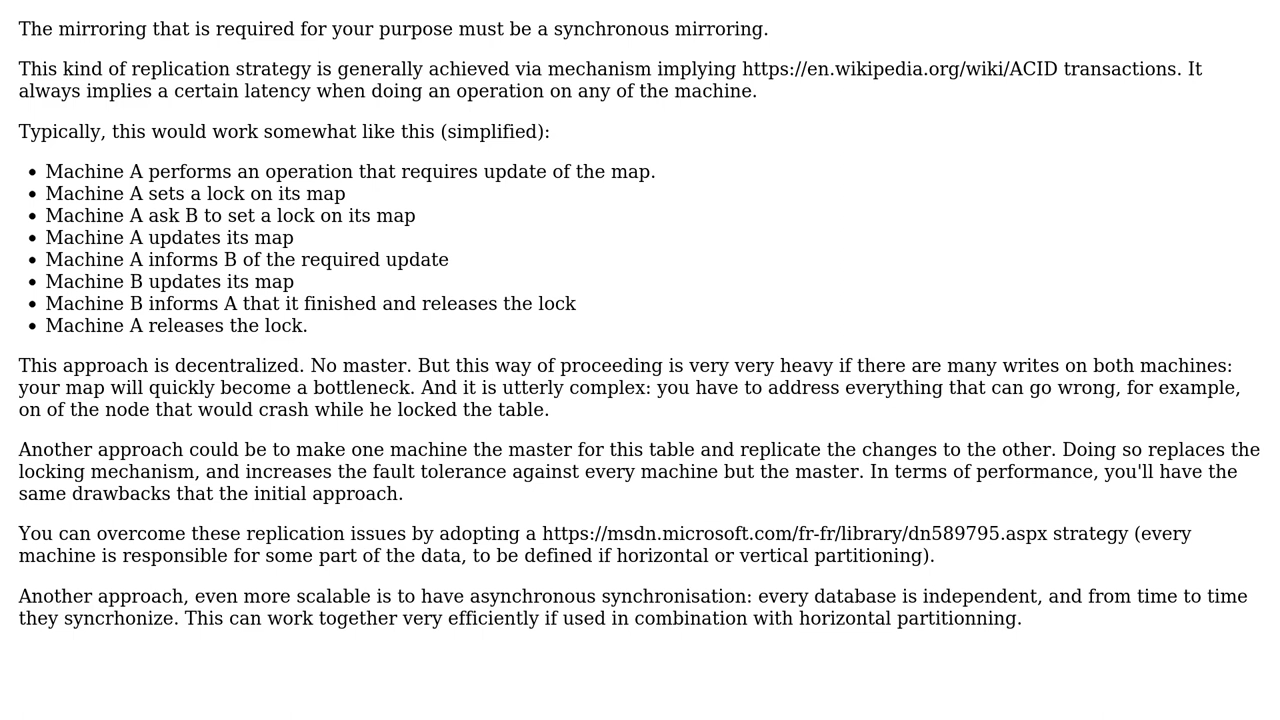 The mirroring that is required for your purpose must be a synchronous mirroring.
This kind of replication strategy is generally achieved via mechanism implying https://en.wikipedia.org/wiki/ACID transactions. It
always implies a certain latency when doing an operation on any of the machine.
Typically, this would work somewhat like this (simplified):
• Machine A performs an operation that requires update of the map.
• Machine A sets a lock on its map
• Machine A ask B to set a lock on its map
• Machine A updates its map
• Machine A informs B of the required update
• Machine B updates its map
• Machine B informs A that it finished and releases the lock
• Machine A releases the lock.
This approach is decentralized. No master. But this way of proceeding is very very heavy if there are many writes on both machines:
your map will quickly become a bottleneck. And it is utterly complex: you have to address everything that can go wrong, for example,
on of the node that would crash while he locked the table.
Another approach could be to make one machine the master for this table and replicate the changes to the other. Doing so replaces the
locking mechanism, and increases the fault tolerance against every machine but the master. In terms of performance, you'll have the
same drawbacks that the initial approach.
You can overcome these replication issues by adopting a https://msdn.microsoft.com/fr-fr/library/dn589795.aspx strategy (every
machine is responsible for some part of the data, to be defined if horizontal or vertical partitioning).
Another approach, even more scalable is to have asynchronous synchronisation: every database is independent, and from time to time
they syncrhonize. This can work together very efficiently if used in combination with horizontal partitionning.